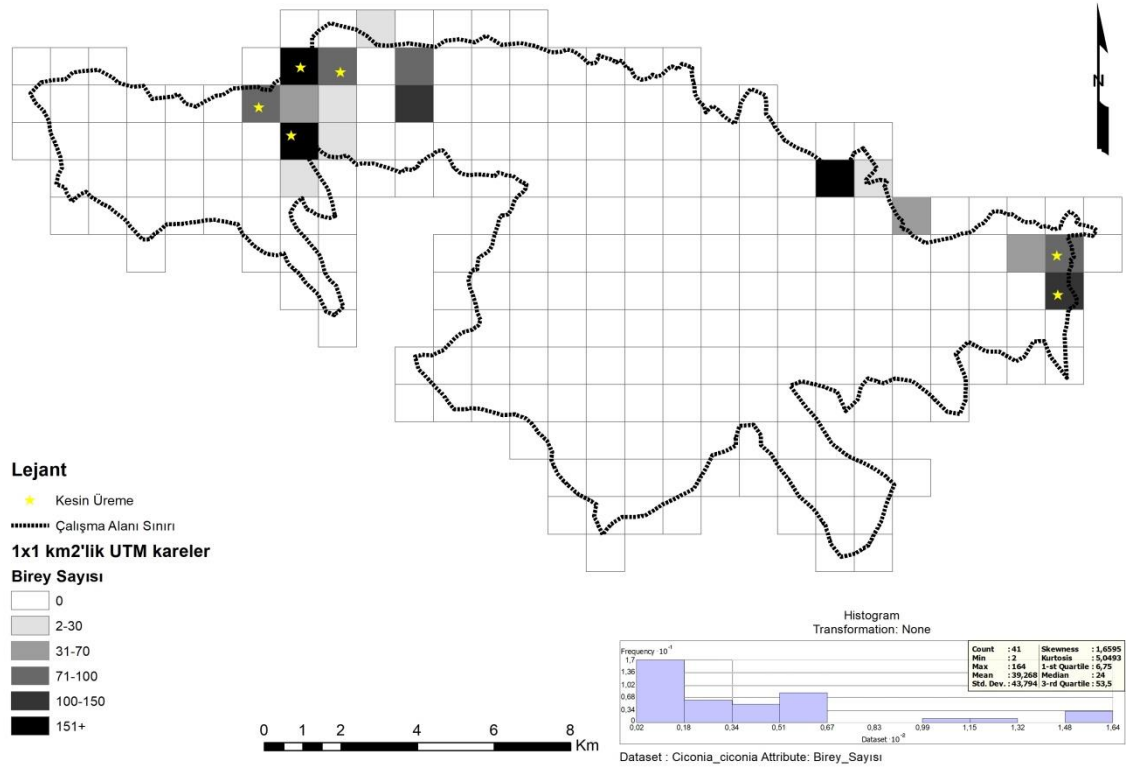 N
Lejant
Kesin Üreme
Çalışma Alanı Sınırı
1x1 km2'lik UTM kareler
Birey Sayısı
0
2-30
31-70
71-100
100-150
151+
0 1 2 4 6 8
Km
Histogram
Transformation: None
Frequency ·10⁻¹
1,7
1,36
1,02
0,68
0,34
0
0,02 0,18 0,34 0,51 0,67 0,83 0,99 1,15 1,32 1,48 1,64
Dataset ·10⁻²
Count : 41 Skewness : 1,6595
Min : 2 Kurtosis : 5,0493
Max : 164 1-st Quartile : 6,75
Mean : 39,268 Median : 24
Std. Dev. : 43,794 3-rd Quartile : 53,5
Dataset : Ciconia_ciconia Attribute: Birey_Sayısı